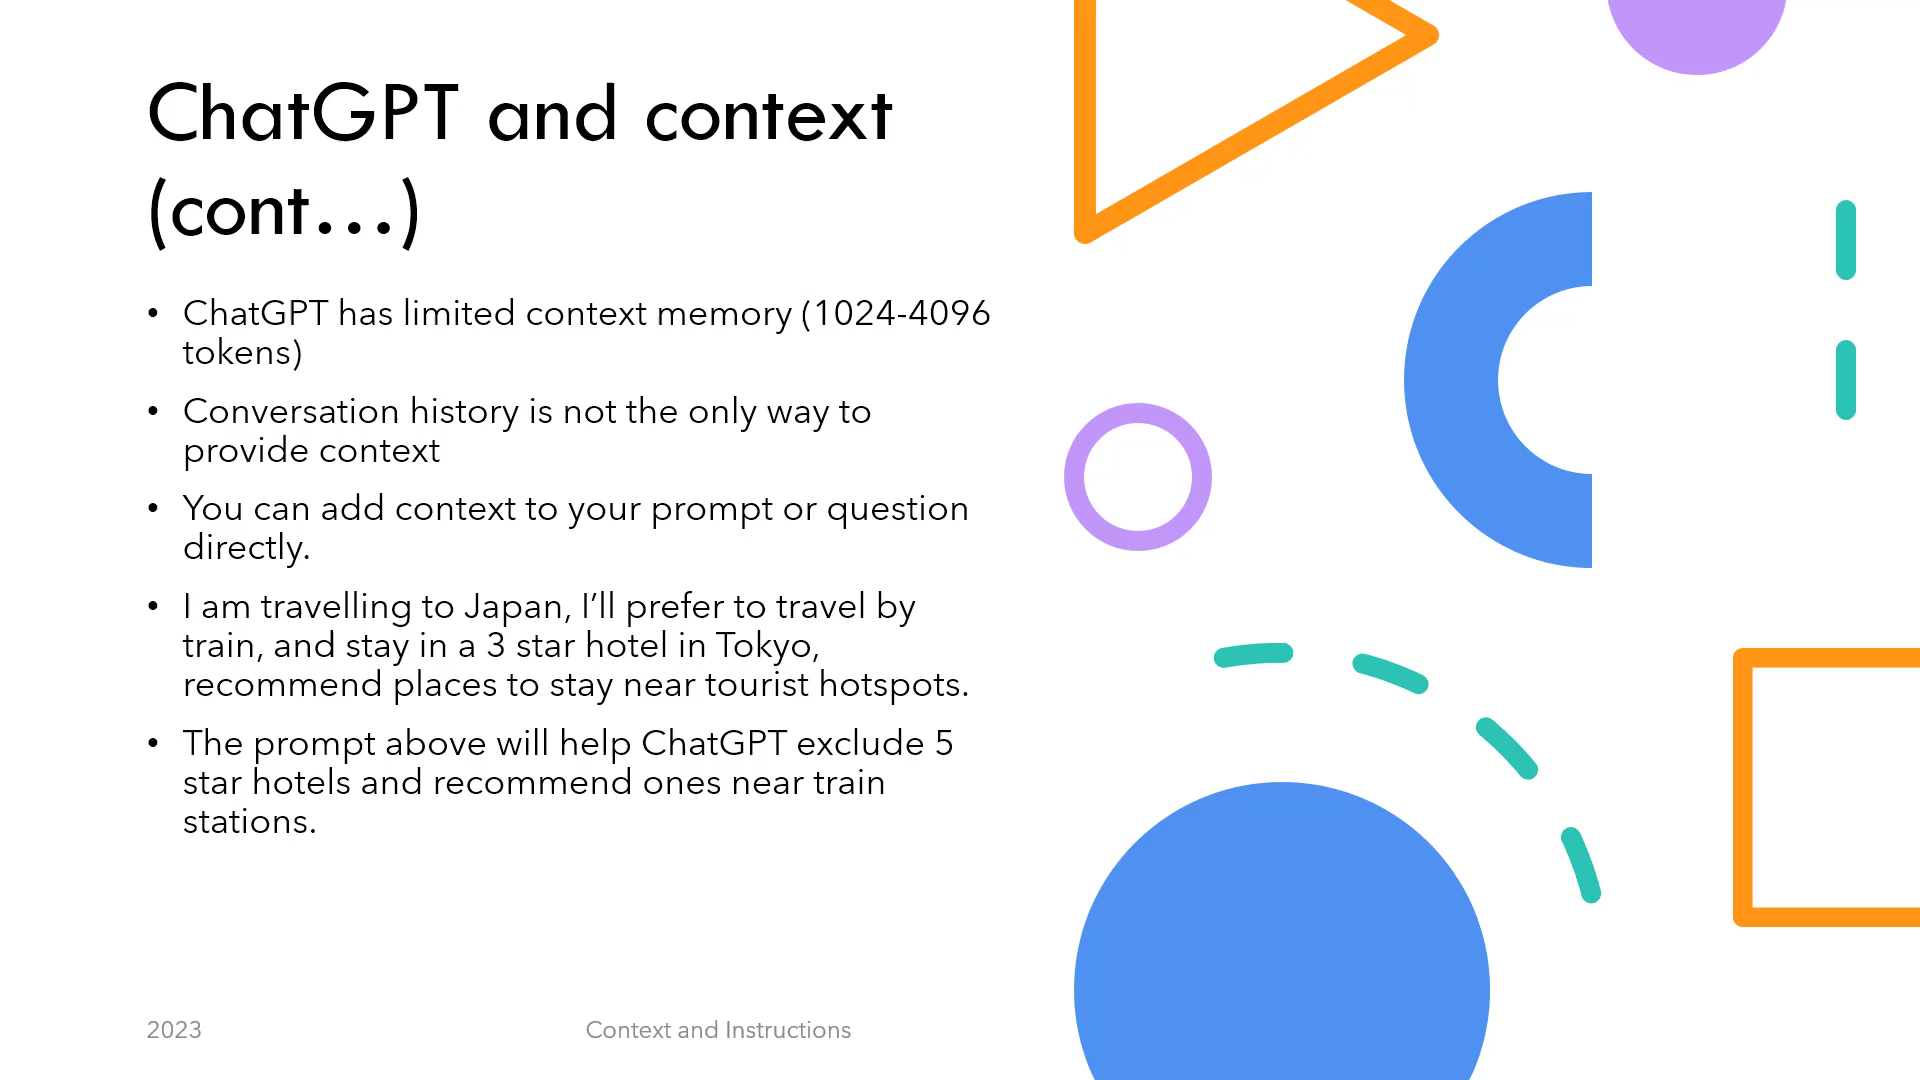 ChatGPT and context
(cont...)
• ChatGPT has limited context memory (1024-4096
tokens)
• Conversation history is not the only way to
provide context
• You can add context to your prompt or question
directly.
• I am travelling to Japan, I’ll prefer to travel by
train, and stay in a 3 star hotel in Tokyo,
recommend places to stay near tourist hotspots.
• The prompt above will help ChatGPT exclude 5
star hotels and recommend ones near train
stations.
2023
Context and Instructions